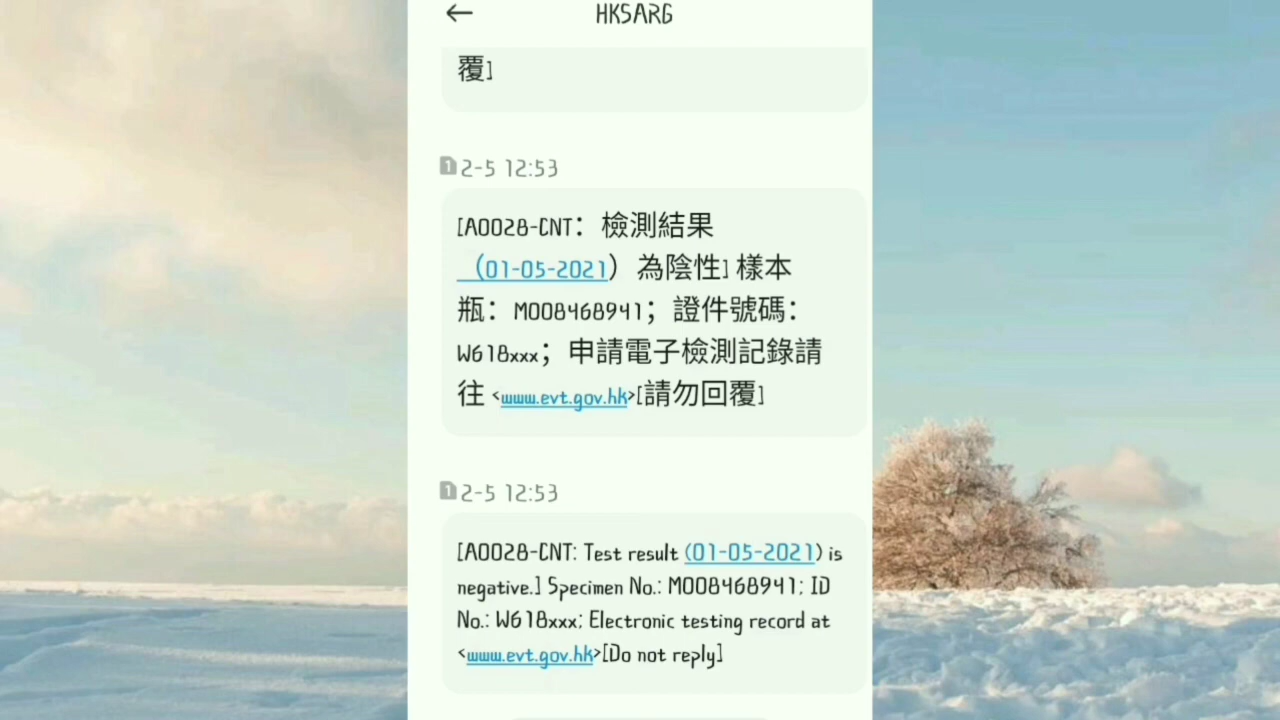 ← HKSARG
覆]
1 2-5 12:53
[A0028-CNT：檢測結果
（01-05-2021）為陰性] 樣本
瓶：M008468941；證件號碼：
W618xxx；申請電子檢測記錄請
往 <www.evt.gov.hk>[請勿回覆]
1 2-5 12:53
[A0028-CNT: Test result (01-05-2021) is
negative.] Specimen No.: M008468941; ID
No.: W618xxx; Electronic testing record at
<www.evt.gov.hk>[Do not reply]